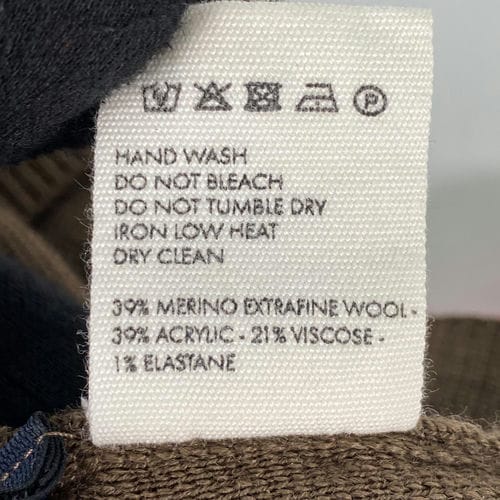 P
HAND WASH
DO NOT BLEACH
DO NOT TUMBLE DRY
IRON LOW HEAT
DRY CLEAN
39% MERINO EXTRAFINE WOOL -
39% ACRYLIC - 21% VISCOSE -
1% ELASTANE